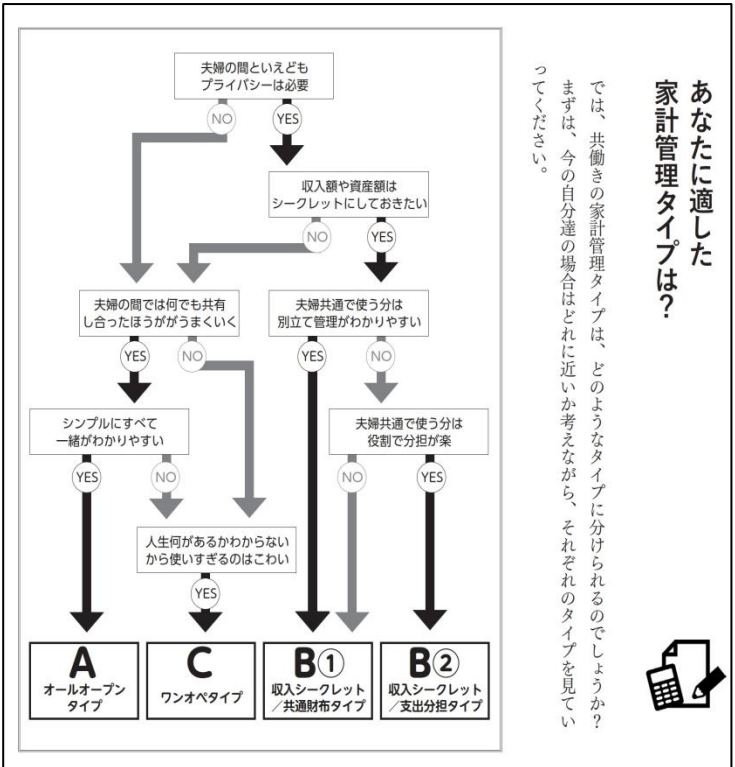 あなたに適した
家計管理タイプは？
では、共働きの家計管理タイプは、どのようなタイプに分けられるのでしょうか？
まずは、今の自分達の場合はどれに近いか考えながら、それぞれのタイプを見てい
ってください。
夫婦の間といえども
プライバシーは必要
NO
YES
収入額や資産額は
シークレットにしておきたい
NO
YES
夫婦の間では何でも共有
し合ったほうががうまくいく
YES
NO
夫婦共通で使う分は
別立て管理がわかりやすい
YES
NO
シンプルにすべて
一緒がわかりやすい
YES
NO
夫婦共通で使う分は
役割で分担が楽
NO
YES
人生何があるかわからない
から使いすぎるのはこわい
YES
A
オールオープン
タイプ
C
ワンオペタイプ
B①
収入シークレット
／共通財布タイプ
B②
収入シークレット
／支出分担タイプ